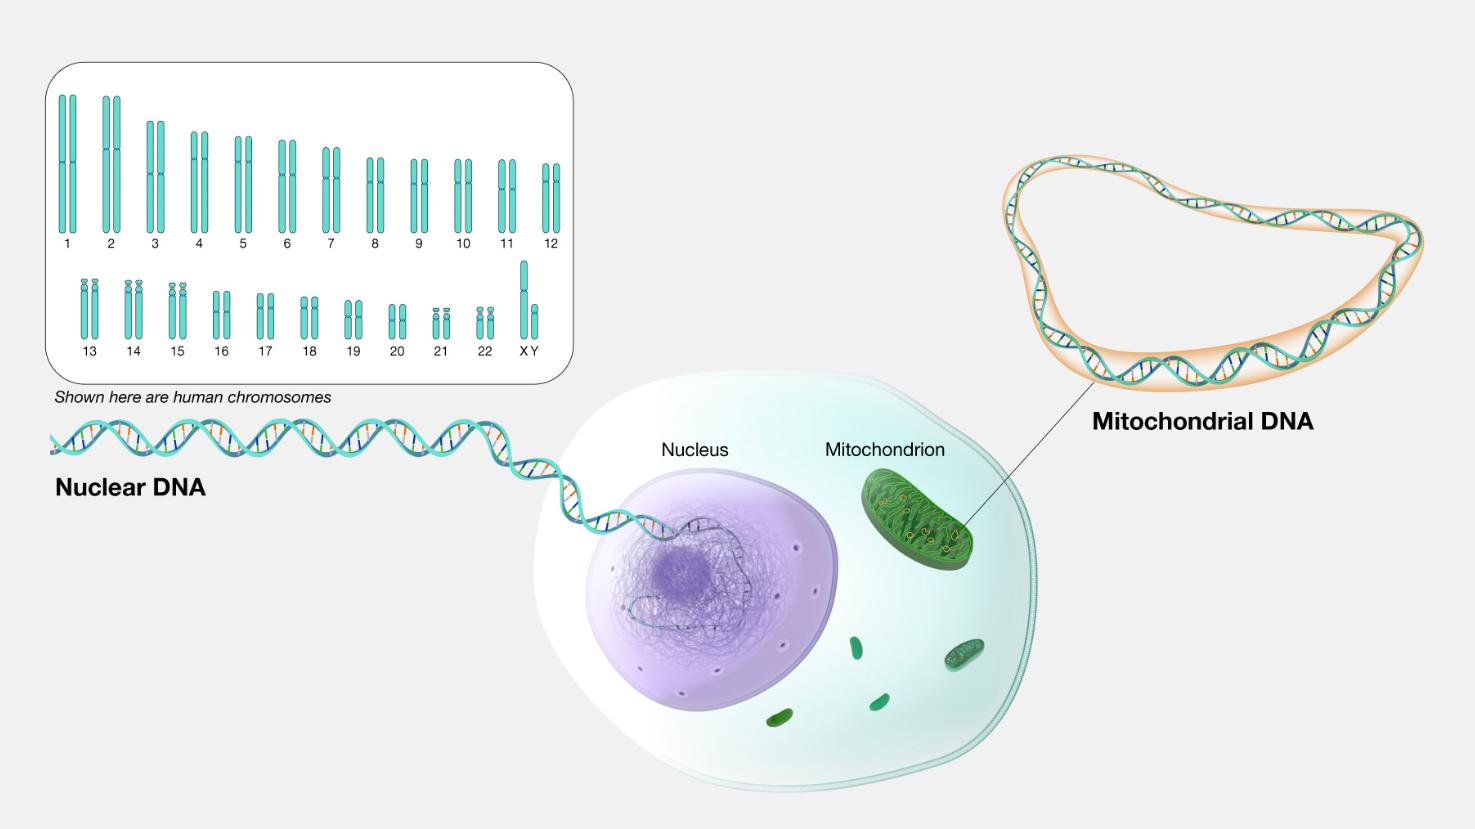 1 2 3 4 5 6 7 8 9 10 11 12
13 14 15 16 17 18 19 20 21 22 X Y
Shown here are human chromosomes
Nuclear DNA
Nucleus
Mitochondrion
Mitochondrial DNA